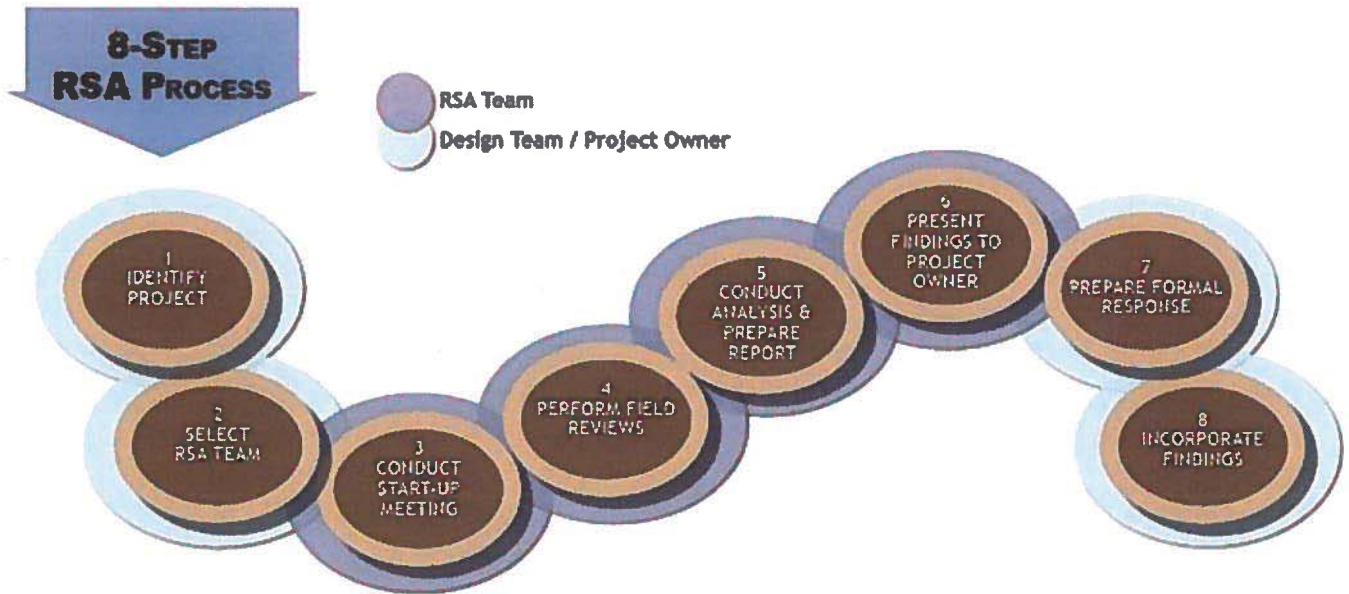 8-STEP
RSA PROCESS
RSA Team
Design Team / Project Owner
1
IDENTIFY
PROJECT
2
SELECT
RSA TEAM
3
CONDUCT
START-UP
MEETING
4
PERFORM FIELD
REVIEWS
5
CONDUCT
ANALYSIS &
PREPARE
REPORT
6
PRESENT
FINDINGS TO
PROJECT
OWNER
7
PREPARE FORMAL
RESPONSE
8
INCORPORATE
FINDINGS